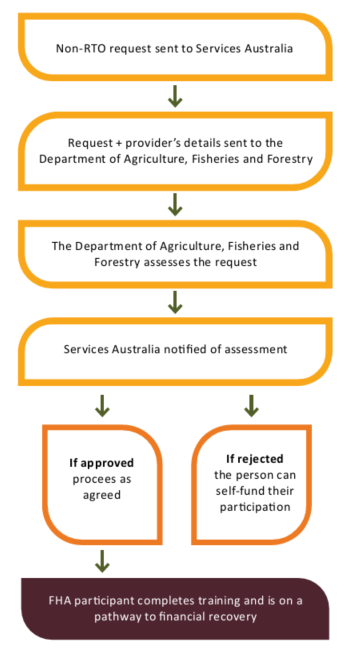 Non-RTO request sent to Services Australia
Request + provider's details sent to the
Department of Agriculture, Fisheries and Forestry
The Department of Agriculture, Fisheries and
Forestry assesses the request
Services Australia notified of assessment
If approved
procees as
agreed
If rejected
the person can
self-fund their
participation
FHA participant completes training and is on a
pathway to financial recovery